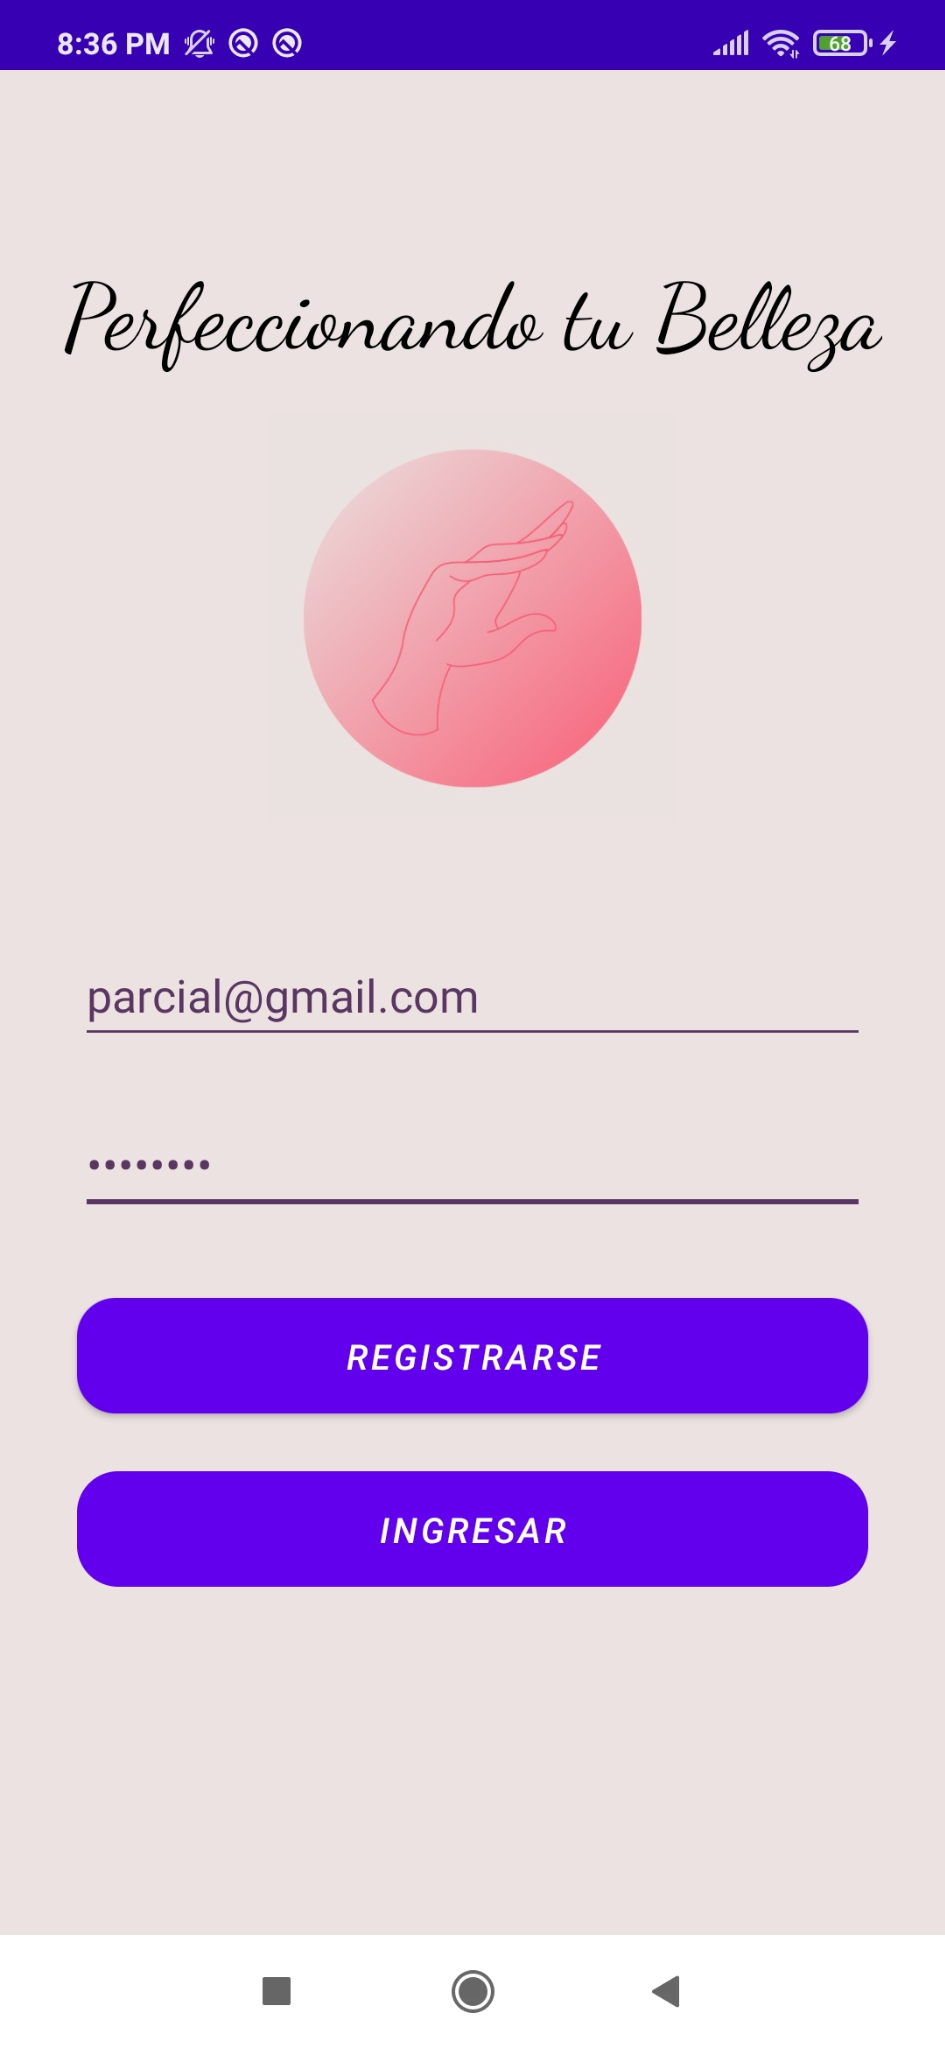 8:36 PM
68
Perfeccionando tu Belleza
parcial@gmail.com
••••••••
REGISTRARSE
INGRESAR